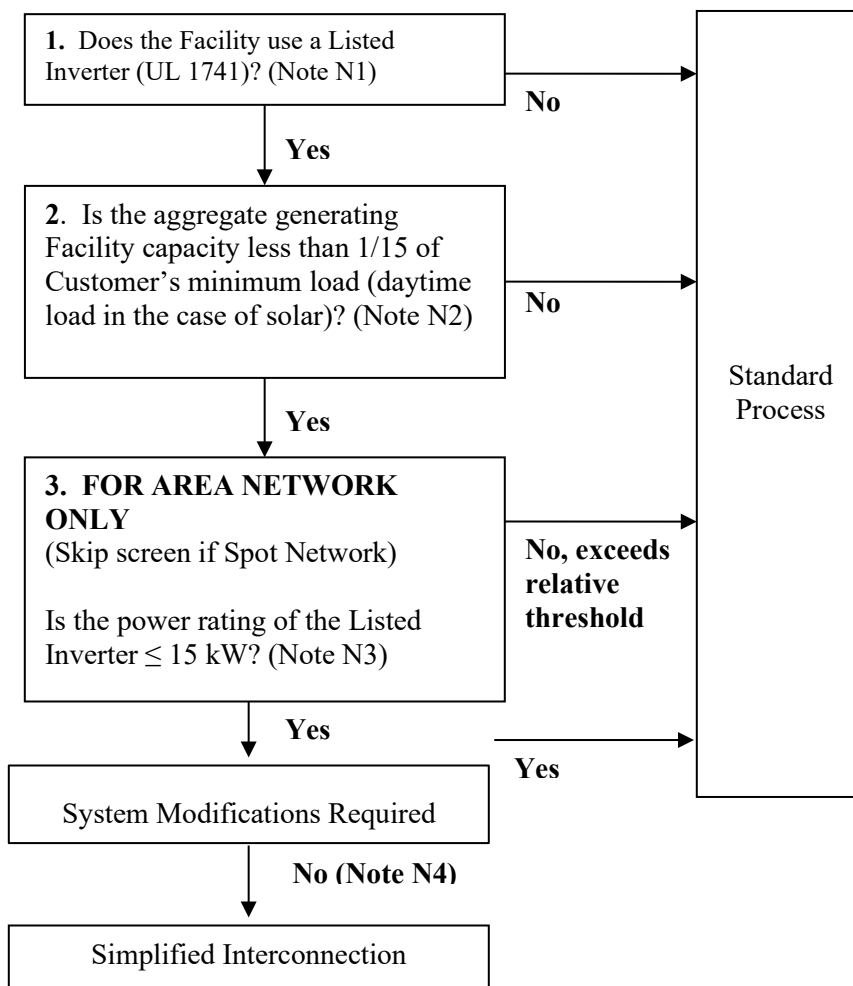 1. Does the Facility use a Listed
Inverter (UL 1741)? (Note N1)
No
Yes
2. Is the aggregate generating
Facility capacity less than 1/15 of
Customer’s minimum load (daytime
load in the case of solar)? (Note N2)
No
Standard
Process
Yes
3. FOR AREA NETWORK
ONLY
(Skip screen if Spot Network)
Is the power rating of the Listed
Inverter ≤ 15 kW? (Note N3)
No, exceeds
relative
threshold
Yes
Yes
System Modifications Required
No (Note N4)
Simplified Interconnection